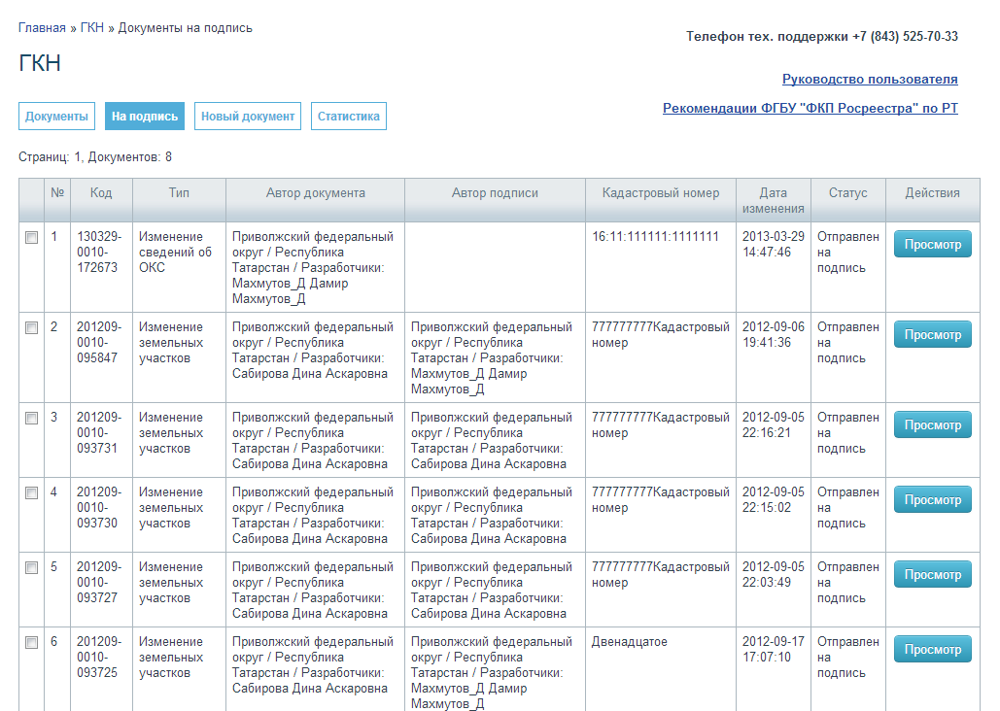 Главная » ГКН » Документы на подпись
Телефон тех. поддержки +7 (843) 525-70-33
ГКН
Руководство пользователя
Рекомендации ФГБУ "ФКП Росреестра" по РТ
Документы На подпись Новый документ Статистика
Страниц: 1, Документов: 8
№ Код Тип Автор документа Автор подписи Кадастровый номер Дата изменения Статус Действия
1 130329-0010-172673 Изменение сведений об ОКС Приволжский федеральный округ / Республика Татарстан / Разработчики: Махмутов_Д Дамир Махмутов_Д 16:11:111111:1111111 2013-03-29 14:47:46 Отправлен на подпись Просмотр
2 201209-0010-095847 Изменение земельных участков Приволжский федеральный округ / Республика Татарстан / Разработчики: Сабирова Дина Аскаровна Приволжский федеральный округ / Республика Татарстан / Разработчики: Махмутов_Д Дамир Махмутов_Д 777777777Кадастровый номер 2012-09-06 19:41:36 Отправлен на подпись Просмотр
3 201209-0010-093731 Изменение земельных участков Приволжский федеральный округ / Республика Татарстан / Разработчики: Сабирова Дина Аскаровна Приволжский федеральный округ / Республика Татарстан / Разработчики: Сабирова Дина Аскаровна 777777777Кадастровый номер 2012-09-05 22:16:21 Отправлен на подпись Просмотр
4 201209-0010-093730 Изменение земельных участков Приволжский федеральный округ / Республика Татарстан / Разработчики: Сабирова Дина Аскаровна Приволжский федеральный округ / Республика Татарстан / Разработчики: Сабирова Дина Аскаровна 777777777Кадастровый номер 2012-09-05 22:15:02 Отправлен на подпись Просмотр
5 201209-0010-093727 Изменение земельных участков Приволжский федеральный округ / Республика Татарстан / Разработчики: Сабирова Дина Аскаровна Приволжский федеральный округ / Республика Татарстан / Разработчики: Сабирова Дина Аскаровна 777777777Кадастровый номер 2012-09-05 22:03:49 Отправлен на подпись Просмотр
6 201209-0010-093725 Изменение земельных участков Приволжский федеральный округ / Республика Татарстан / Разработчики: Сабирова Дина Аскаровна Приволжский федеральный округ / Республика Татарстан / Разработчики: Махмутов_Д Дамир Махмутов_Д Двенадцатое 2012-09-17 17:07:10 Отправлен на подпись Просмотр